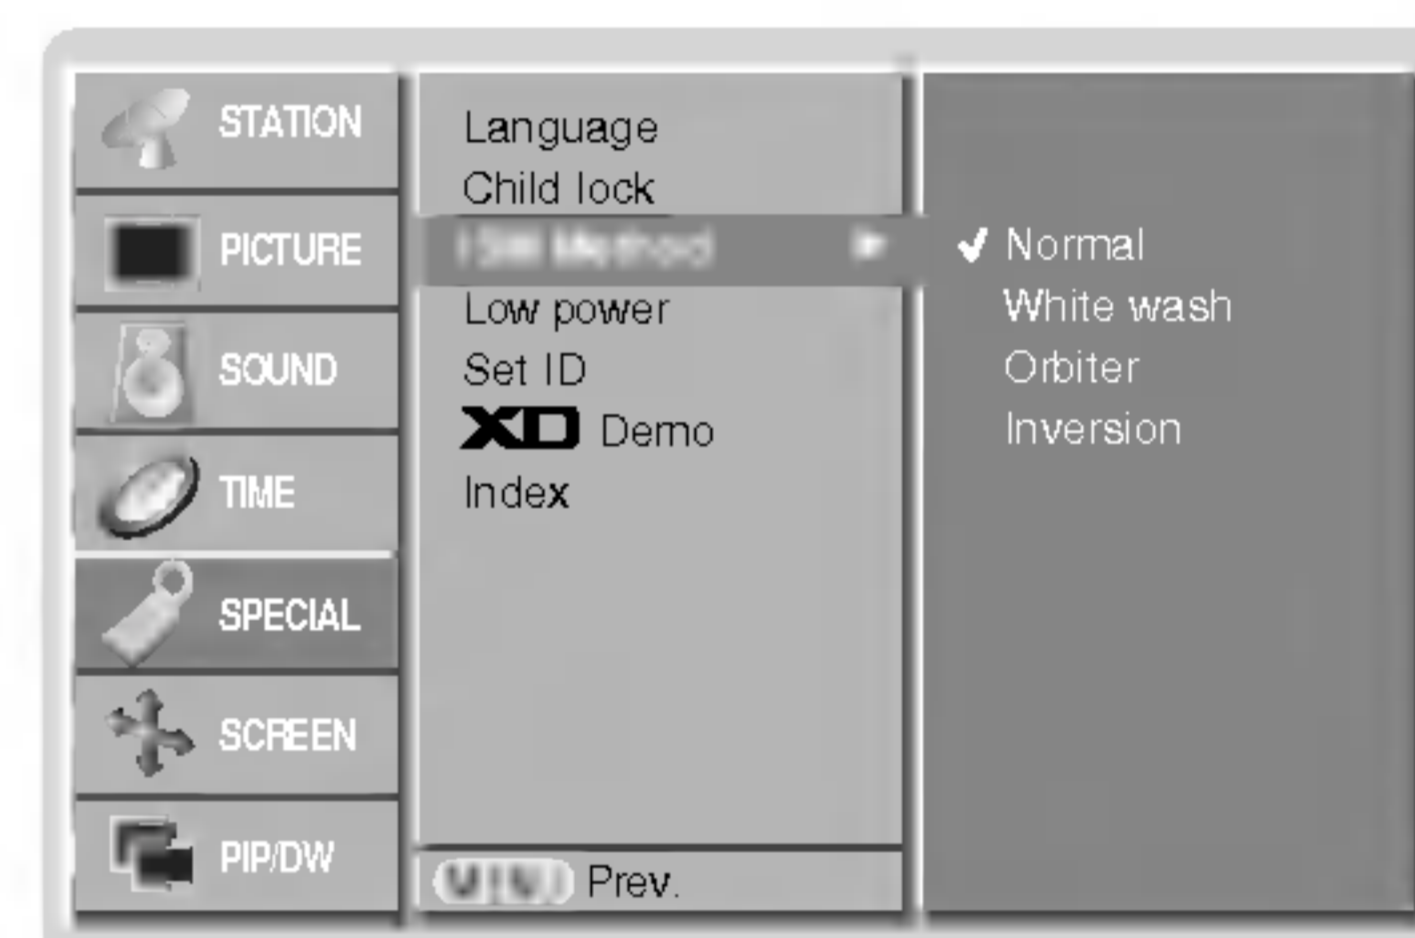 STATION
PICTURE
SOUND
TIME
SPECIAL
SCREEN
PIP/DW
Language
Child lock
Method
Low power
Set ID
XD Demo
Index
Prev.
Normal
White wash
Orbiter
Inversion